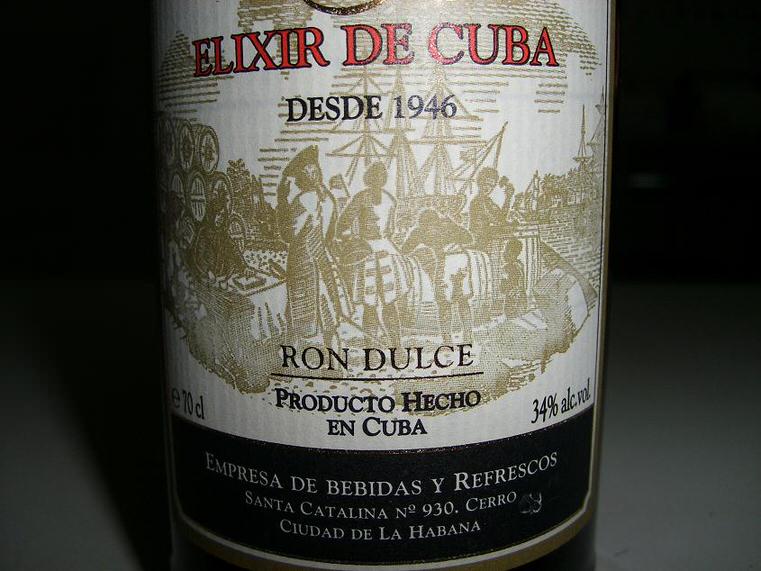 ELIXIR DE CUBA
DESDE 1946
RON DULCE
e 70 cl
PRODUCTO HECHO
EN CUBA
34% alc.vol.
EMPRESA DE BEBIDAS Y REFRESCOS
SANTA CATALINA Nº 930. CERRO
CIUDAD DE LA HABANA